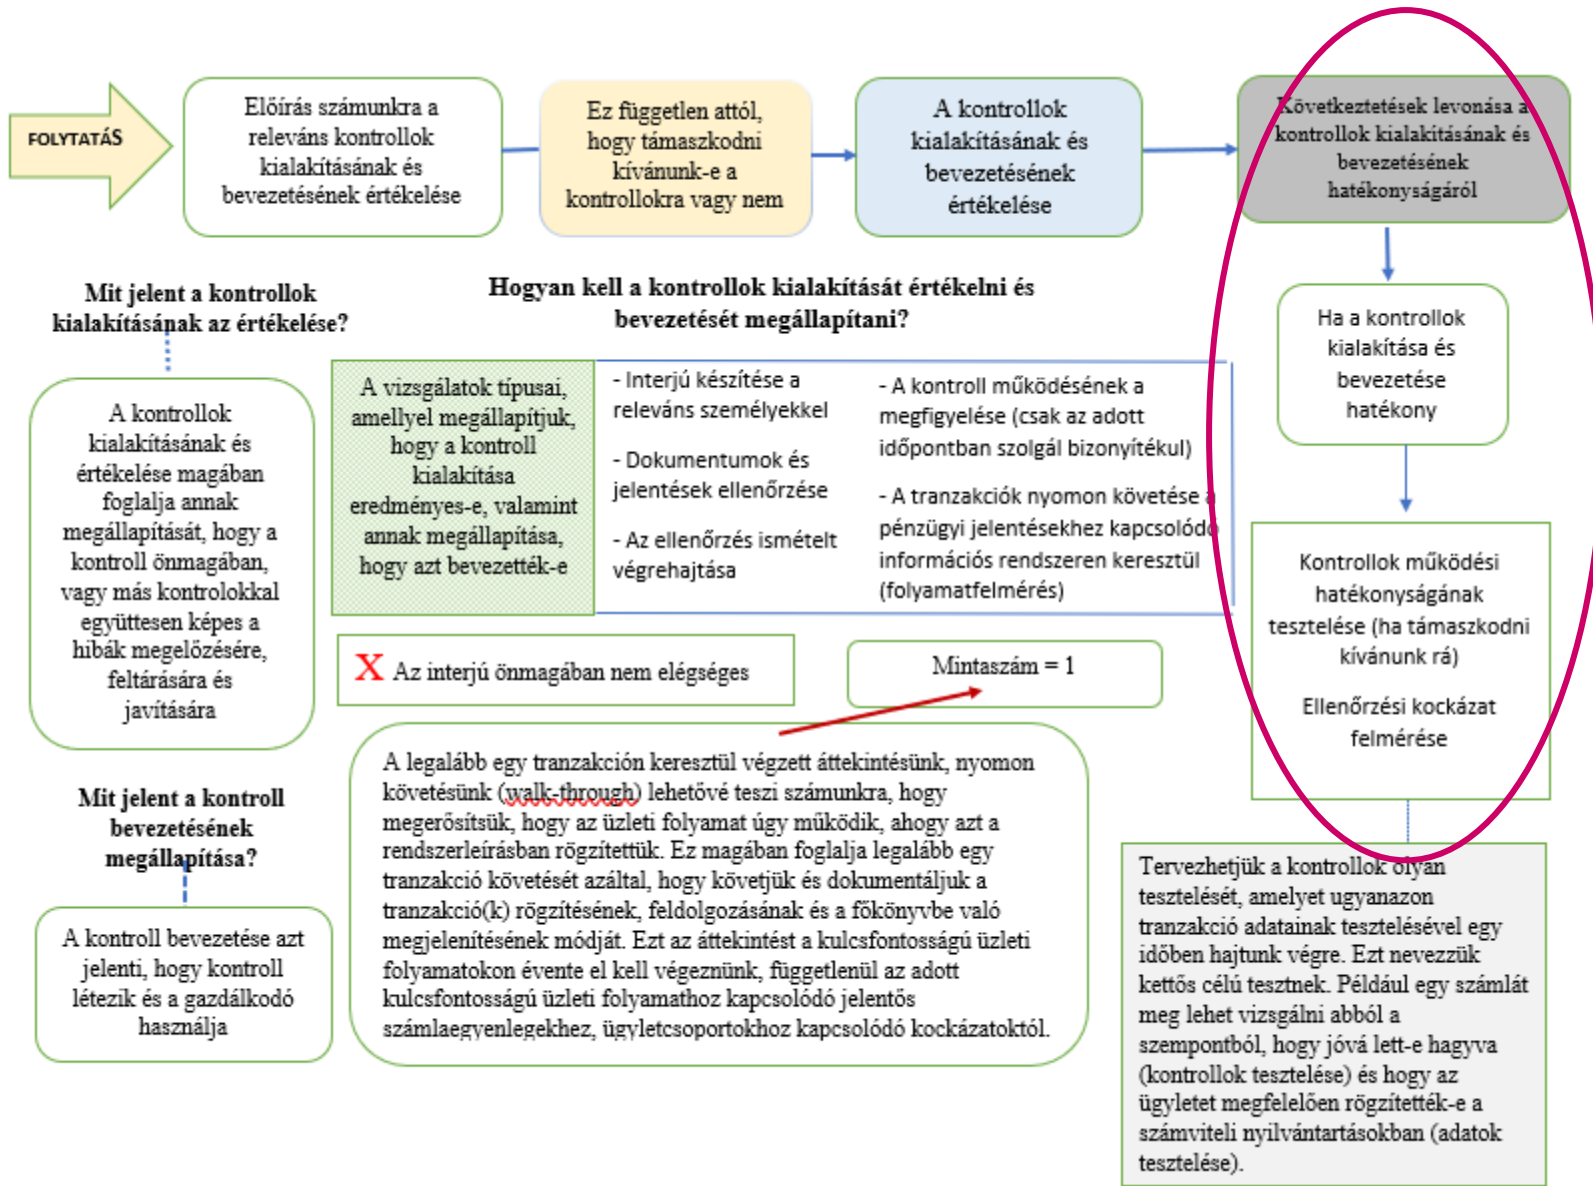 FOLYTATÁS
Előírás számunkra a
releváns kontrollok
kialakításának és
bevezetésének értékelése
Ez független attól,
hogy támaszkodni
kívánunk-e a
kontrollokra vagy nem
A kontrollok
kialakításának és
bevezetésének
értékelése
Következtetések levonása a
kontrollok kialakításának és
bevezetésének
hatékonyságáról
Mit jelent a kontrollok
kialakításának az értékelése?
A kontrollok
kialakításának és
értékelése magában
foglalja annak
megállapítását, hogy a
kontroll önmagában,
vagy más kontrolokkal
együttesen képes a
hibák megelőzésére,
feltárására és
javítására
Mit jelent a kontroll
bevezetésének
megállapítása?
A kontroll bevezetése azt
jelenti, hogy kontroll
létezik és a gazdálkodó
használja
Hogyan kell a kontrollok kialakítását értékelni és
bevezetését megállapítani?
A vizsgálatok típusai,
amellyel megállapítjuk,
hogy a kontroll
kialakítása
eredményes-e, valamint
annak megállapítása,
hogy azt bevezették-e
- Interjú készítése a
releváns személyekkel
- Dokumentumok és
jelentések ellenőrzése
- Az ellenőrzés ismételt
végrehajtása
- A kontroll működésének a
megfigyelése (csak az adott
időpontban szolgál bizonyítékul)
- A tranzakciók nyomon követése a
pénzügyi jelentésekhez kapcsolódó
információs rendszeren keresztül
(folyamatfelmérés)
X Az interjú önmagában nem elégséges
Mintaszám = 1
A legalább egy tranzakción keresztül végzett áttekintésünk, nyomon
követésünk (walk-through) lehetővé teszi számunkra, hogy
megerősítsük, hogy az üzleti folyamat úgy működik, ahogy azt a
rendszerleírásban rögzítettük. Ez magában foglalja legalább egy
tranzakció követését azáltal, hogy követjük és dokumentáljuk a
tranzakció(k) rögzítésének, feldolgozásának és a főkönyvbe való
megjelenítésének módját. Ezt az áttekintést a kulcsfontosságú üzleti
folyamatokon évente el kell végeznünk, függetlenül az adott
kulcsfontosságú üzleti folyamathoz kapcsolódó jelentős
számlaegyenlegekhez, ügyletcsoportokhoz kapcsolódó kockázatoktól.
Ha a kontrollok
kialakítása és
bevezetése
hatékony
Kontrollok működési
hatékonyságának
tesztelése (ha támaszkodni
kívánunk rá)
Ellenőrzési kockázat
felmérése
Tervezhetjük a kontrollok olyan
tesztelését, amelyet ugyanazon
tranzakció adatainak tesztelésével egy
időben hajtunk végre. Ezt nevezzük
kettős célú tesztnek. Például egy számlát
meg lehet vizsgálni abból a
szempontból, hogy jóvá lett-e hagyva
(kontrollok tesztelése) és hogy az
ügyletet megfelelően rögzítették-e a
számviteli nyilvántartásokban (adatok
tesztelése).